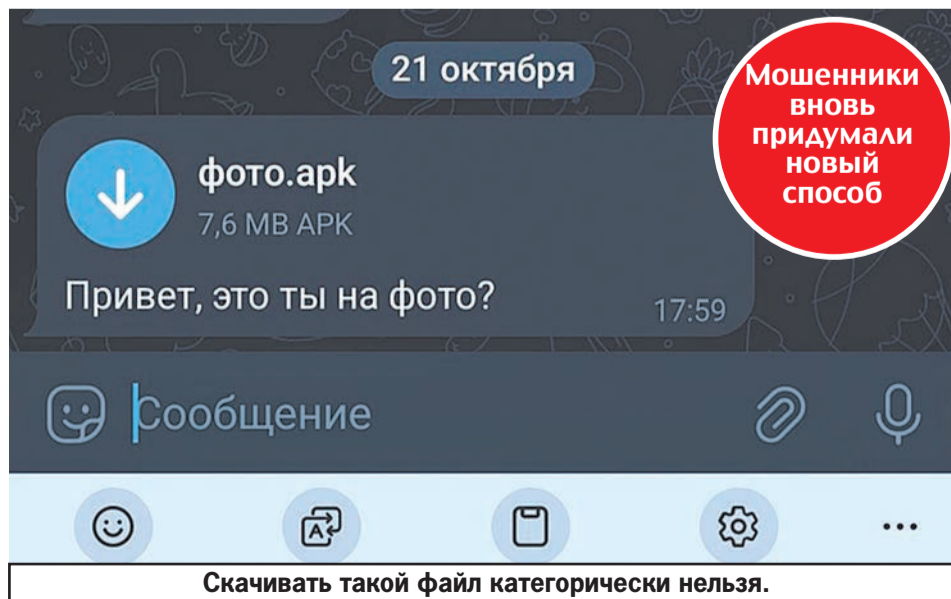 21 октября
Мошенники
вновь
придумали
новый
способ
фото.apk
7,6 MB APK
Привет, это ты на фото?
17:59
Сообщение
Скачивать такой файл категорически нельзя.